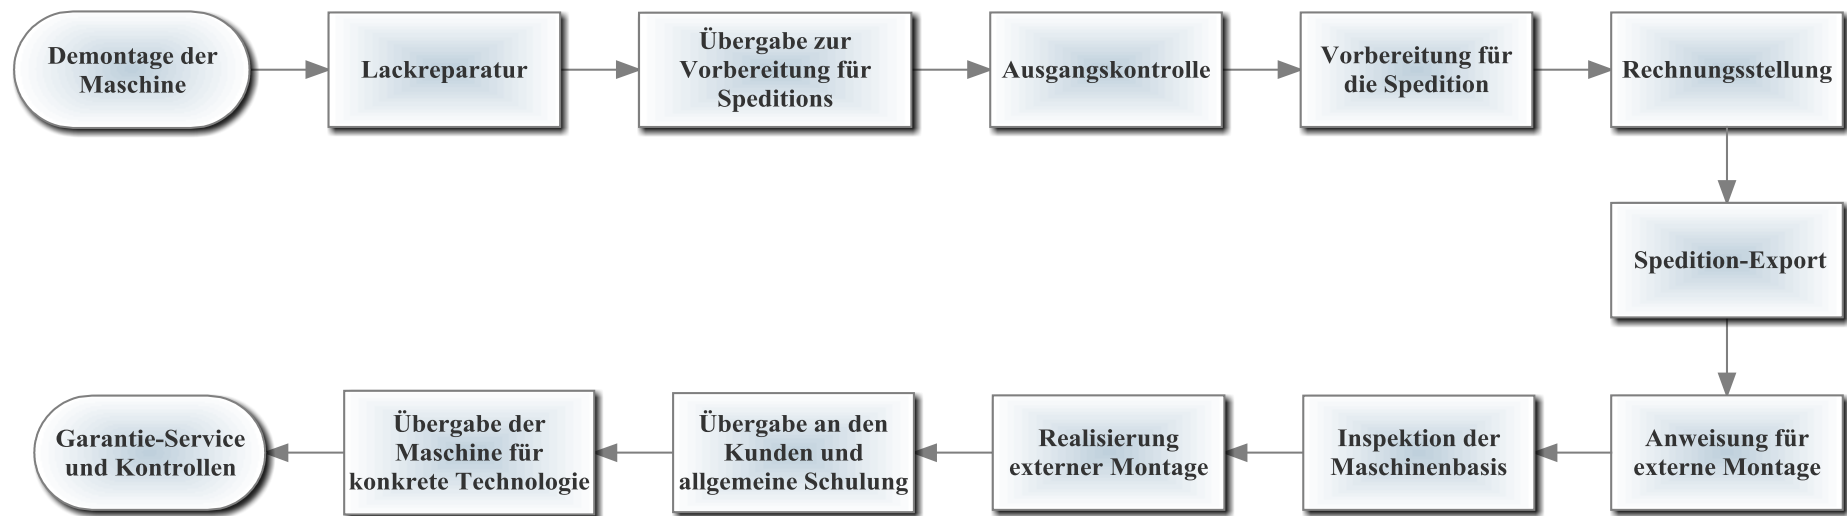 Demontage der
Maschine
Lackreparatur
Übergabe zur
Vorbereitung für
Speditions
Ausgangskontrolle
Vorbereitung für
die Spedition
Rechnungsstellung
Spedition-Export
Anweisung für
externe Montage
Inspektion der
Maschinenbasis
Realisierung
externer Montage
Übergabe an den
Kunden und
allgemeine Schulung
Übergabe der
Maschine für
konkrete Technologie
Garantie-Service
und Kontrollen